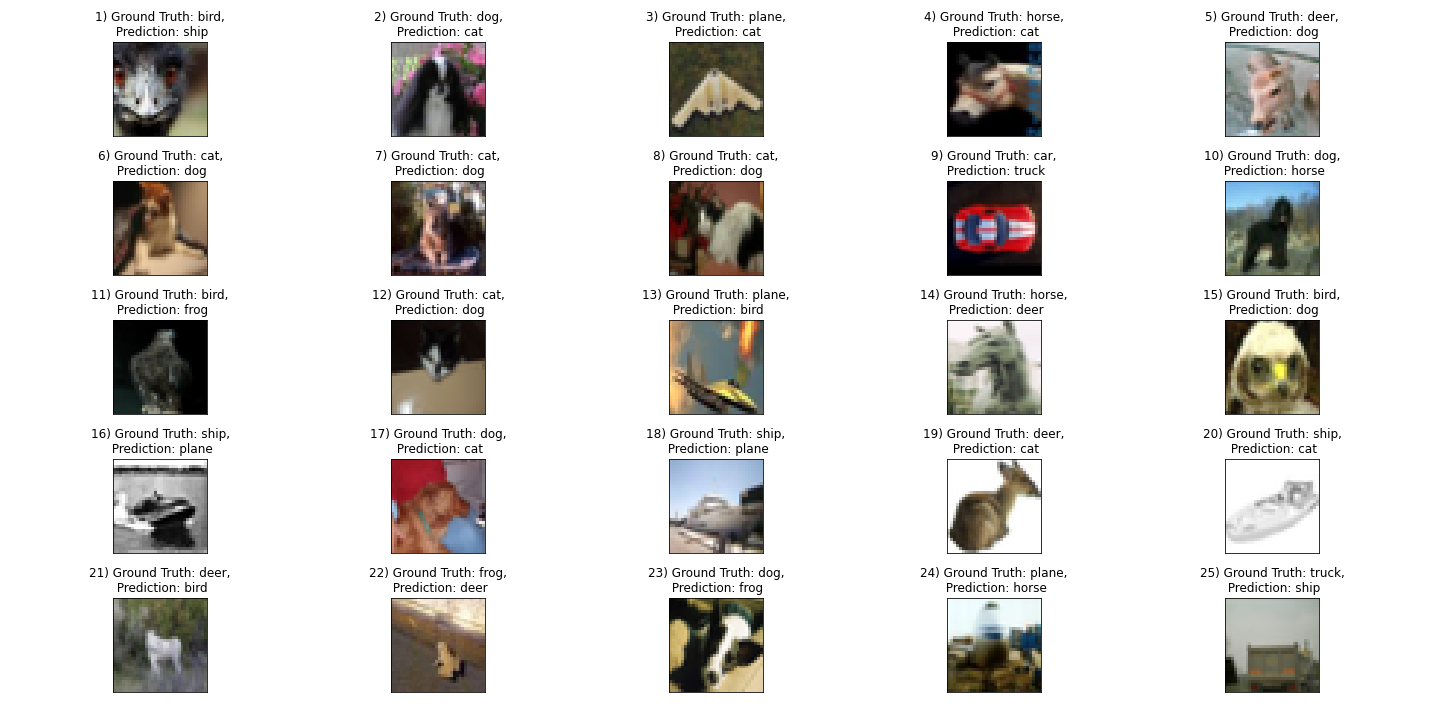 1) Ground Truth: bird,
Prediction: ship
2) Ground Truth: dog,
Prediction: cat
3) Ground Truth: plane,
Prediction: cat
4) Ground Truth: horse,
Prediction: cat
5) Ground Truth: deer,
Prediction: dog
6) Ground Truth: cat,
Prediction: dog
7) Ground Truth: cat,
Prediction: dog
8) Ground Truth: cat,
Prediction: dog
9) Ground Truth: car,
Prediction: truck
10) Ground Truth: dog,
Prediction: horse
11) Ground Truth: bird,
Prediction: frog
12) Ground Truth: cat,
Prediction: dog
13) Ground Truth: plane,
Prediction: bird
14) Ground Truth: horse,
Prediction: deer
15) Ground Truth: bird,
Prediction: dog
16) Ground Truth: ship,
Prediction: plane
17) Ground Truth: dog,
Prediction: cat
18) Ground Truth: ship,
Prediction: plane
19) Ground Truth: deer,
Prediction: cat
20) Ground Truth: ship,
Prediction: cat
21) Ground Truth: deer,
Prediction: bird
22) Ground Truth: frog,
Prediction: deer
23) Ground Truth: dog,
Prediction: frog
24) Ground Truth: plane,
Prediction: horse
25) Ground Truth: truck,
Prediction: ship